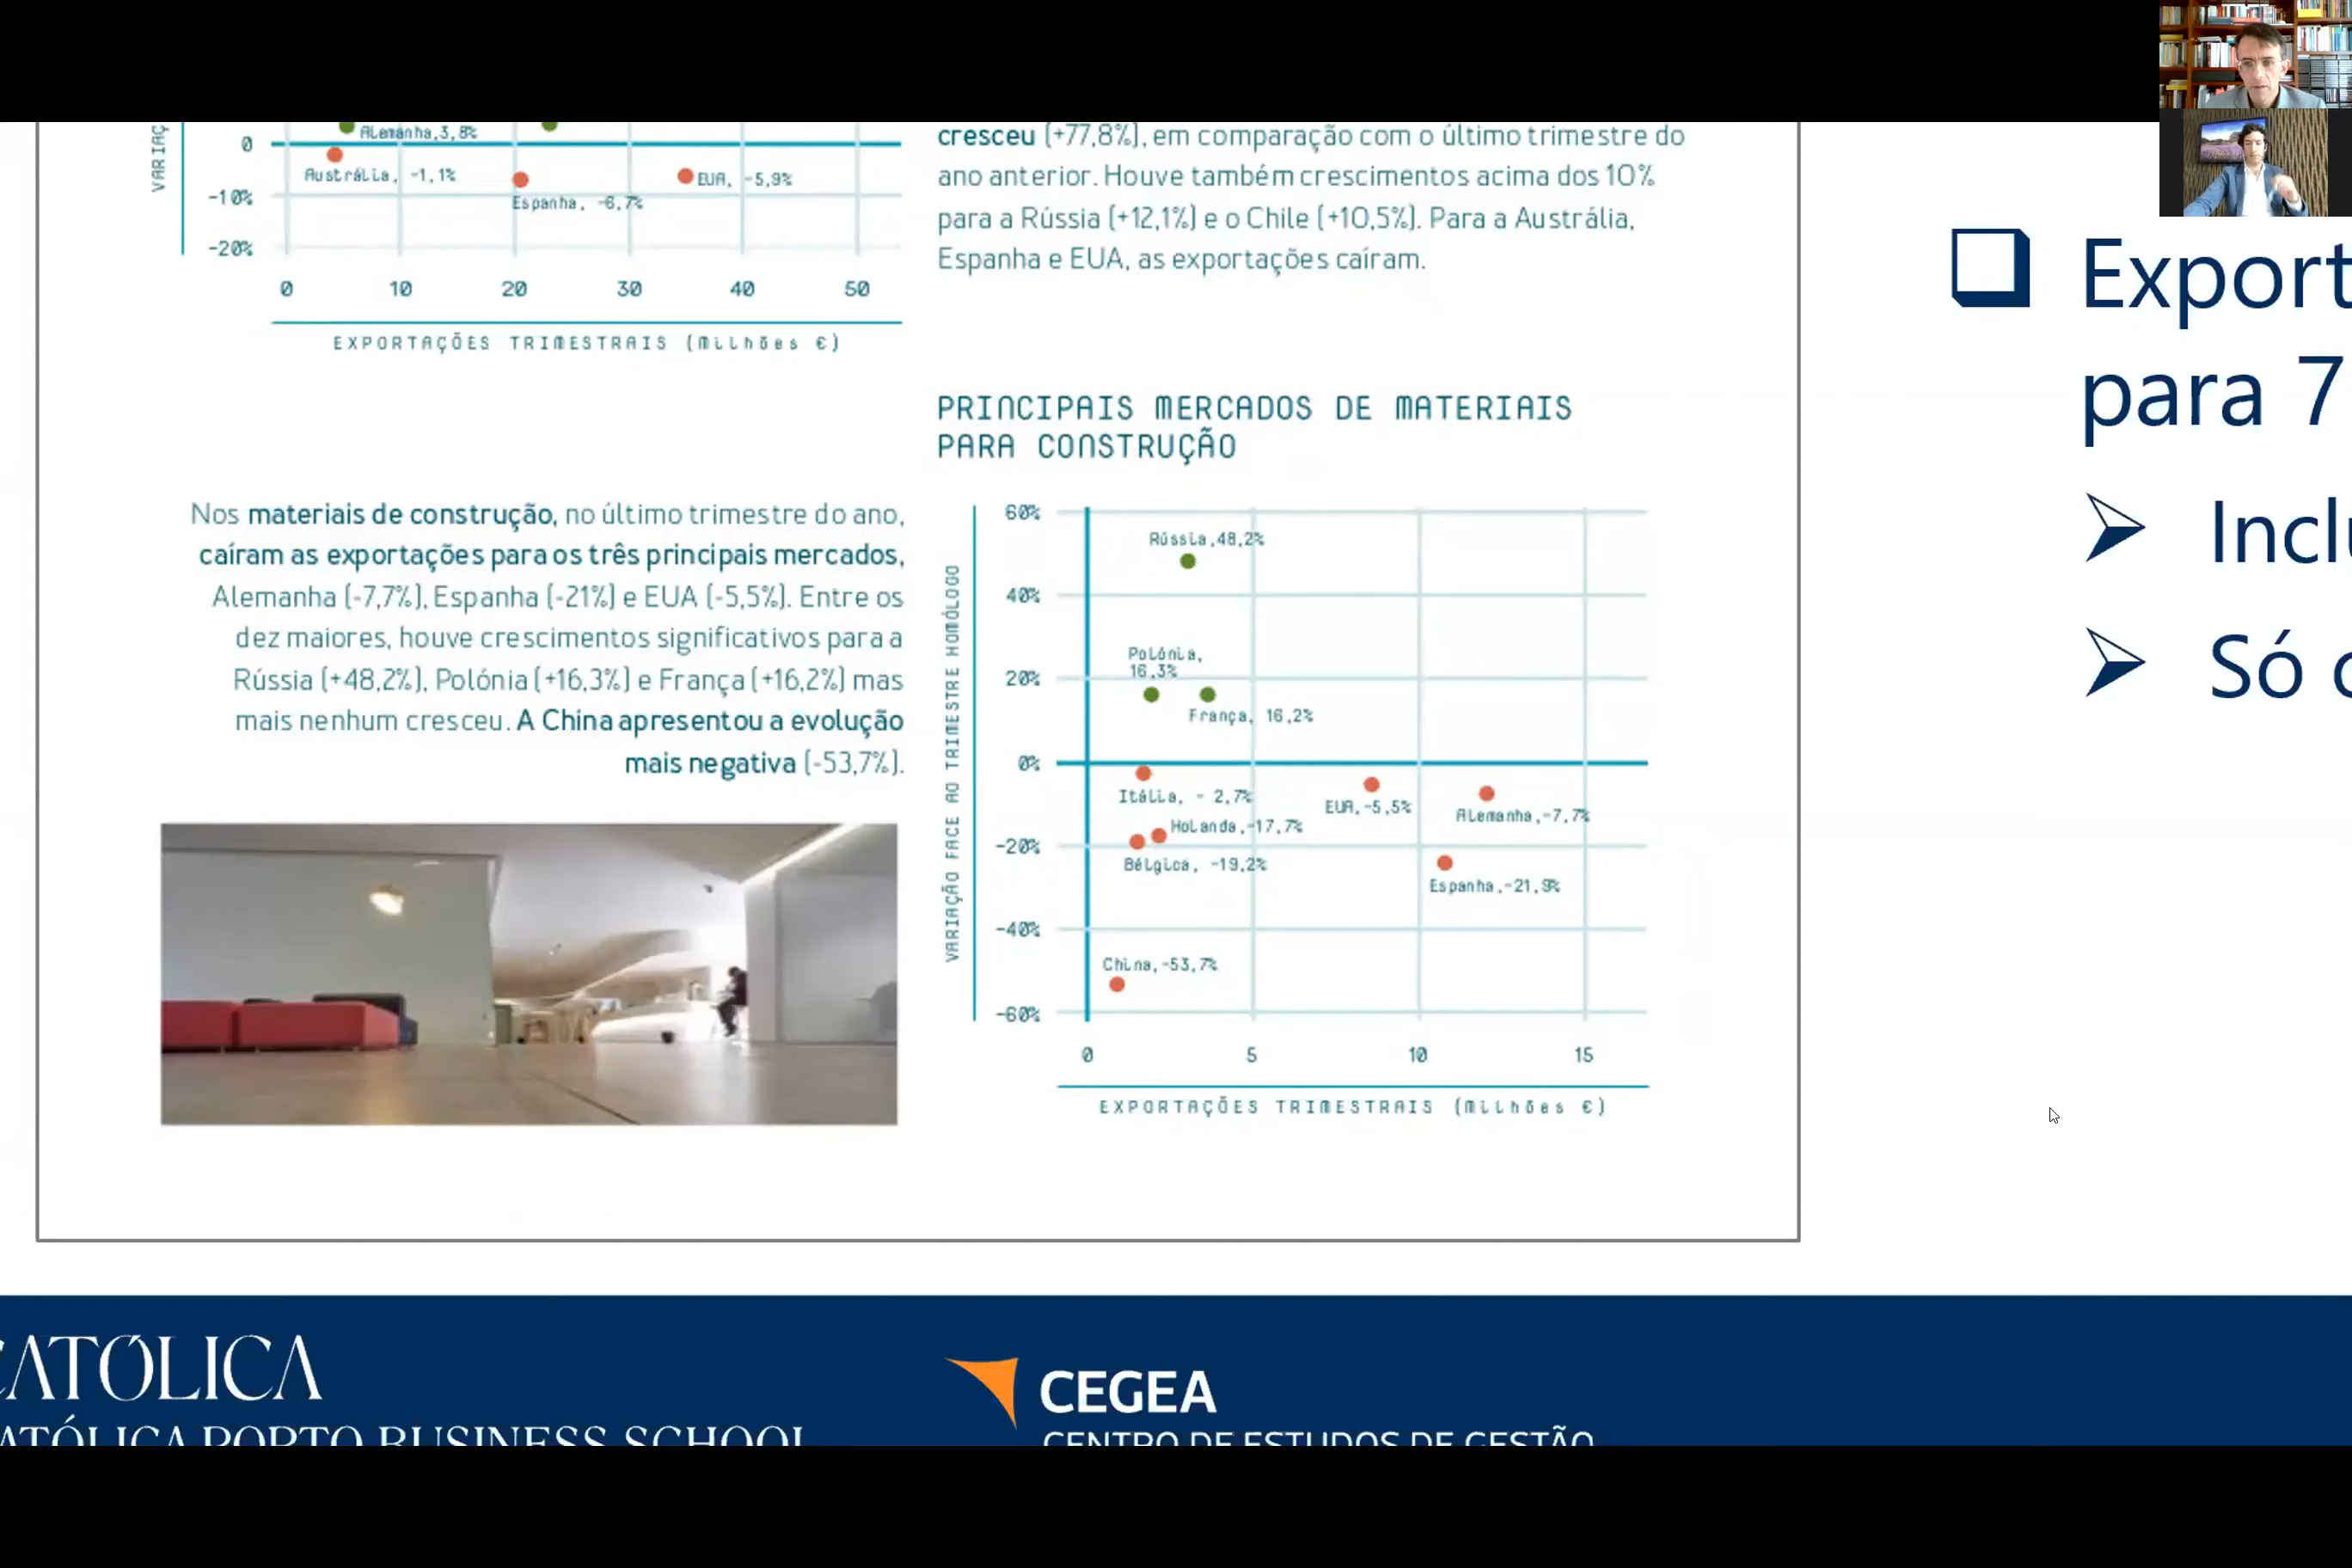 VARIAÇ
0
-10%
-20%
Alemanha,3,8%
Austrália, -1,1%
Espanha, -6,7%
EUA, -5,9%
0 10 20 30 40 50
EXPORTAÇÕES TRIMESTRAIS (Milhões €)
cresceu (+77,8%), em comparação com o último trimestre do
ano anterior. Houve também crescimentos acima dos 10%
para a Rússia (+12,1%) e o Chile (+10,5%). Para a Austrália,
Espanha e EUA, as exportações caíram.
PRINCIPAIS MERCADOS DE MATERIAIS
PARA CONSTRUÇÃO
Nos materiais de construção, no último trimestre do ano,
caíram as exportações para os três principais mercados,
Alemanha (-7,7%), Espanha (-21%) e EUA (-5,5%). Entre os
dez maiores, houve crescimentos significativos para a
Rússia (+48,2%), Polónia (+16,3%) e França (+16,2%) mas
mais nenhum cresceu. A China apresentou a evolução
mais negativa (-53,7%).
VARIAÇÃO FACE AO TRIMESTRE HOMÓLOGO
60%
40%
20%
0%
-20%
-40%
-60%
Rússia,48,2%
Polónia,
16,3%
França, 16,2%
Itália, - 2,7%
EUA,-5,5%
Alemanha,-7,7%
Holanda,-17,7%
Bélgica, -19,2%
Espanha,-21,9%
China,-53,7%
0 5 10 15
EXPORTAÇÕES TRIMESTRAIS (Milhões €)
Export
para 7
Incl
Só
CATÓLICA
CATÓLICA PORTO BUSINESS SCHOOL
CEGEA
CENTRO DE ESTUDOS DE GESTÃO